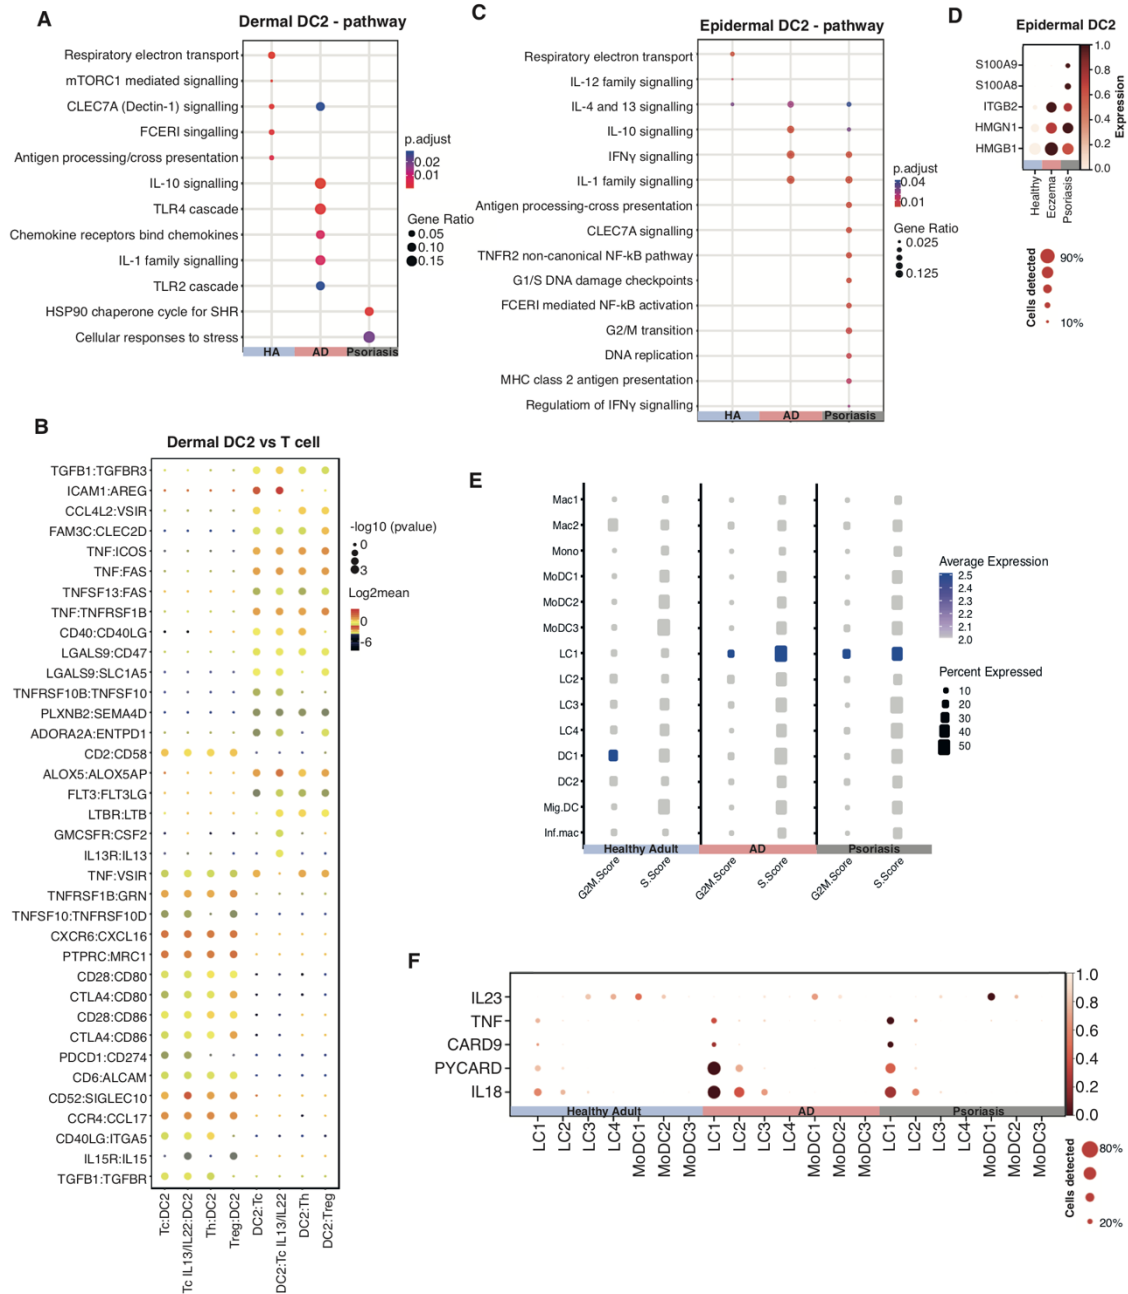 A
Dermal DC2 - pathway
Respiratory electron transport
mTORC1 mediated signalling
CLEC7A (Dectin-1) signalling
FCERI singalling
Antigen processing/cross presentation
IL-10 signalling
TLR4 cascade
Chemokine receptors bind chemokines
IL-1 family signalling
TLR2 cascade
HSP90 chaperone cycle for SHR
Cellular responses to stress
HA AD Psoriasis
p.adjust
0.02
0.01
Gene Ratio
0.05
0.10
0.15
C
Epidermal DC2 - pathway
Respiratory electron transport
IL-12 family signalling
IL-4 and 13 signalling
IL-10 signalling
IFNγ signalling
IL-1 family signalling
Antigen processing-cross presentation
CLEC7A signalling
TNFR2 non-canonical NF-kB pathway
G1/S DNA damage checkpoints
FCERI mediated NF-kB activation
G2/M transition
DNA replication
MHC class 2 antigen presentation
Regulatiom of IFNγ signalling
HA AD Psoriasis
p.adjust
0.04
0.01
Gene Ratio
0.025
0.125
D
Epidermal DC2
S100A9
S100A8
ITGB2
HMGN1
HMGB1
Healthy
Eczema
Psoriasis
1.0
0.8
0.6
0.4
0.2
0.0
Expression
Cells detected
90%
10%
B
Dermal DC2 vs T cell
TGFB1:TGFBR3
ICAM1:AREG
CCL4L2:VSIR
FAM3C:CLEC2D
TNF:ICOS
TNF:FAS
TNFSF13:FAS
TNF:TNFRSF1B
CD40:CD40LG
LGALS9:CD47
LGALS9:SLC1A5
TNFRSF10B:TNFSF10
PLXNB2:SEMA4D
ADORA2A:ENTPD1
CD2:CD58
ALOX5:ALOX5AP
FLT3:FLT3LG
LTBR:LTB
GMCSFR:CSF2
IL13R:IL13
TNF:VSIR
TNFRSF1B:GRN
TNFSF10:TNFRSF10D
CXCR6:CXCL16
PTPRC:MRC1
CD28:CD80
CTLA4:CD80
CD28:CD86
CTLA4:CD86
PDCD1:CD274
CD6:ALCAM
CD52:SIGLEC10
CCR4:CCL17
CD40LG:ITGA5
IL15R:IL15
TGFB1:TGFBR
Tc:DC2
Tc IL13/IL22:DC2
Th:DC2
Treg:DC2
DC2:Tc
DC2:Tc IL13/IL22
DC2:Th
DC2:Treg
-log10 (pvalue)
0
3
Log2mean
0
-6
E
Mac1
Mac2
Mono
MoDC1
MoDC2
MoDC3
LC1
LC2
LC3
LC4
DC1
DC2
Mig.DC
Inf.mac
Healthy Adult AD Psoriasis
G2M.Score
S.Score
G2M.Score
S.Score
G2M.Score
S.Score
Average Expression
2.5
2.4
2.3
2.2
2.1
2.0
Percent Expressed
10
20
30
40
50
F
IL23
TNF
CARD9
PYCARD
IL18
Healthy Adult AD Psoriasis
LC1
LC2
LC3
LC4
MoDC1
MoDC2
MoDC3
LC1
LC2
LC3
LC4
MoDC1
MoDC2
MoDC3
LC1
LC2
LC3
LC4
MoDC1
MoDC2
MoDC3
1.0
0.8
0.6
0.4
0.2
0.0
Cells detected
80%
20%